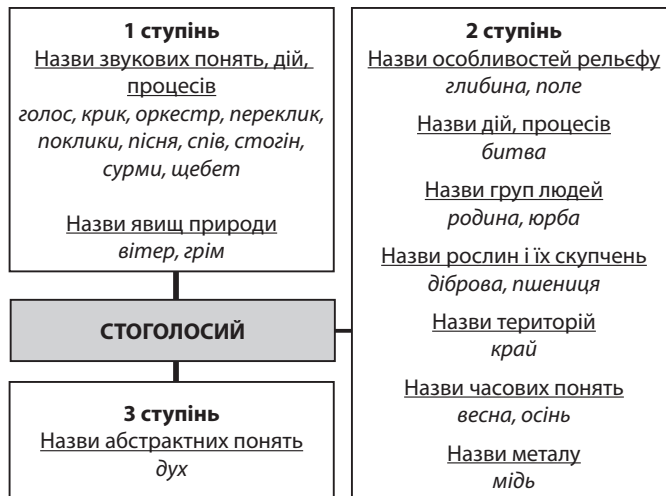 1 ступінь
Назви звукових понять, дій,
процесів
голос, крик, оркестр, переклик,
поклики, пісня, спів, стогін,
сурми, щебет
Назви явищ природи
вітер, грім
СТОГОЛОСИЙ
3 ступінь
Назви абстрактних понять
дух
2 ступінь
Назви особливостей рельєфу
глибина, поле
Назви дій, процесів
битва
Назви груп людей
родина, юрба
Назви рослин і їх скупчень
діброва, пшениця
Назви територій
край
Назви часових понять
весна, осінь
Назви металу
мідь